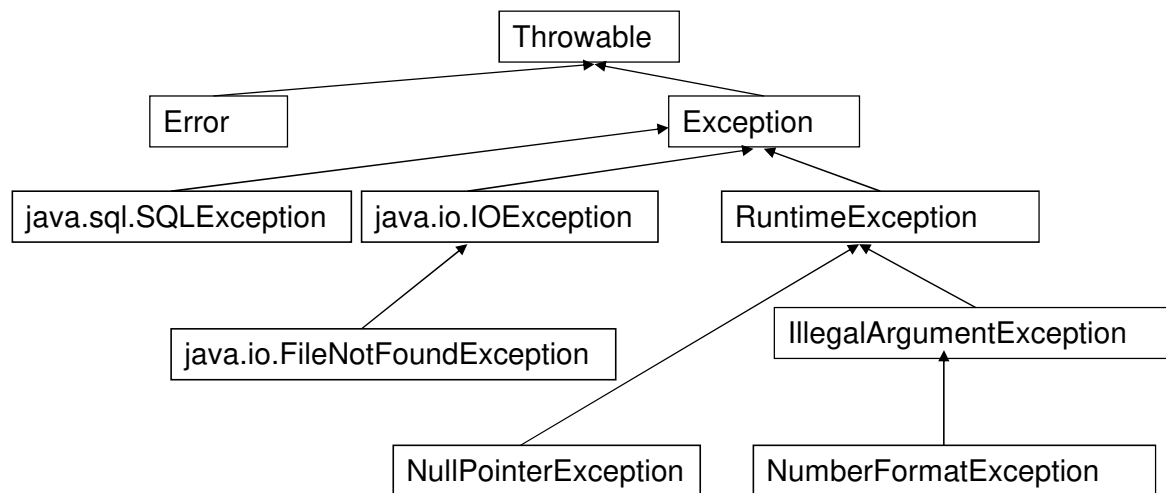 Throwable
Error
Exception
java.sql.SQLException
java.io.IOException
RuntimeException
IllegalArgumentException
java.io.FileNotFoundException
NullPointerException
NumberFormatException